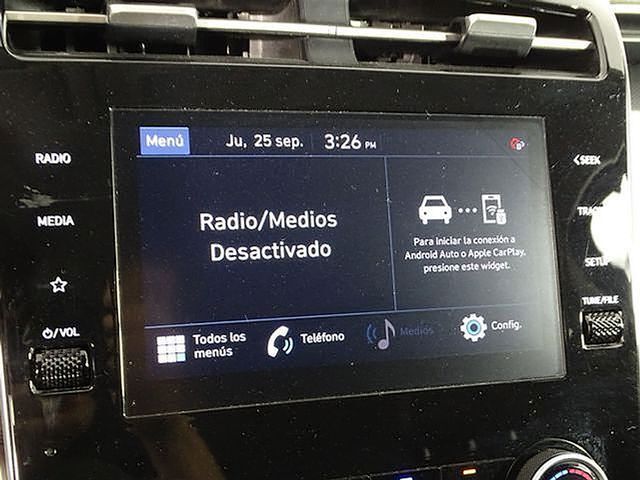 Menú Ju, 25 sep. 3:26 PM
RADIO
MEDIA
⏻/VOL
Radio/Medios
Desactivado
Para iniciar la conexión a
Android Auto o Apple CarPlay,
presione este widget.
Todos los
menús
Teléfono
Medios
Config.
SEEK
TUNE/FILE